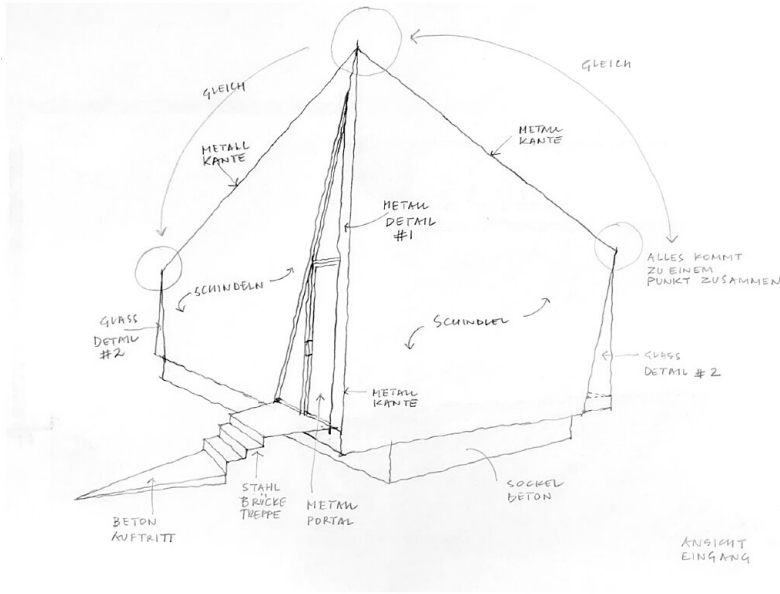 GLEICH
GLEICH
METALL
KANTE
METALL
KANTE
METALL
DETAIL
#1
ALLES KOMMT
ZU EINEM
PUNKT ZUSAMMEN
SCHINDELN
SCHINDEL
GLASS
DETAIL
#2
GLASS
DETAIL #2
METALL
KANTE
STAHL
BRÜCKE
TREPPE
METALL
PORTAL
SOCKEL
BETON
BETON
AUFTRITT
ANSICHT
EINGANG